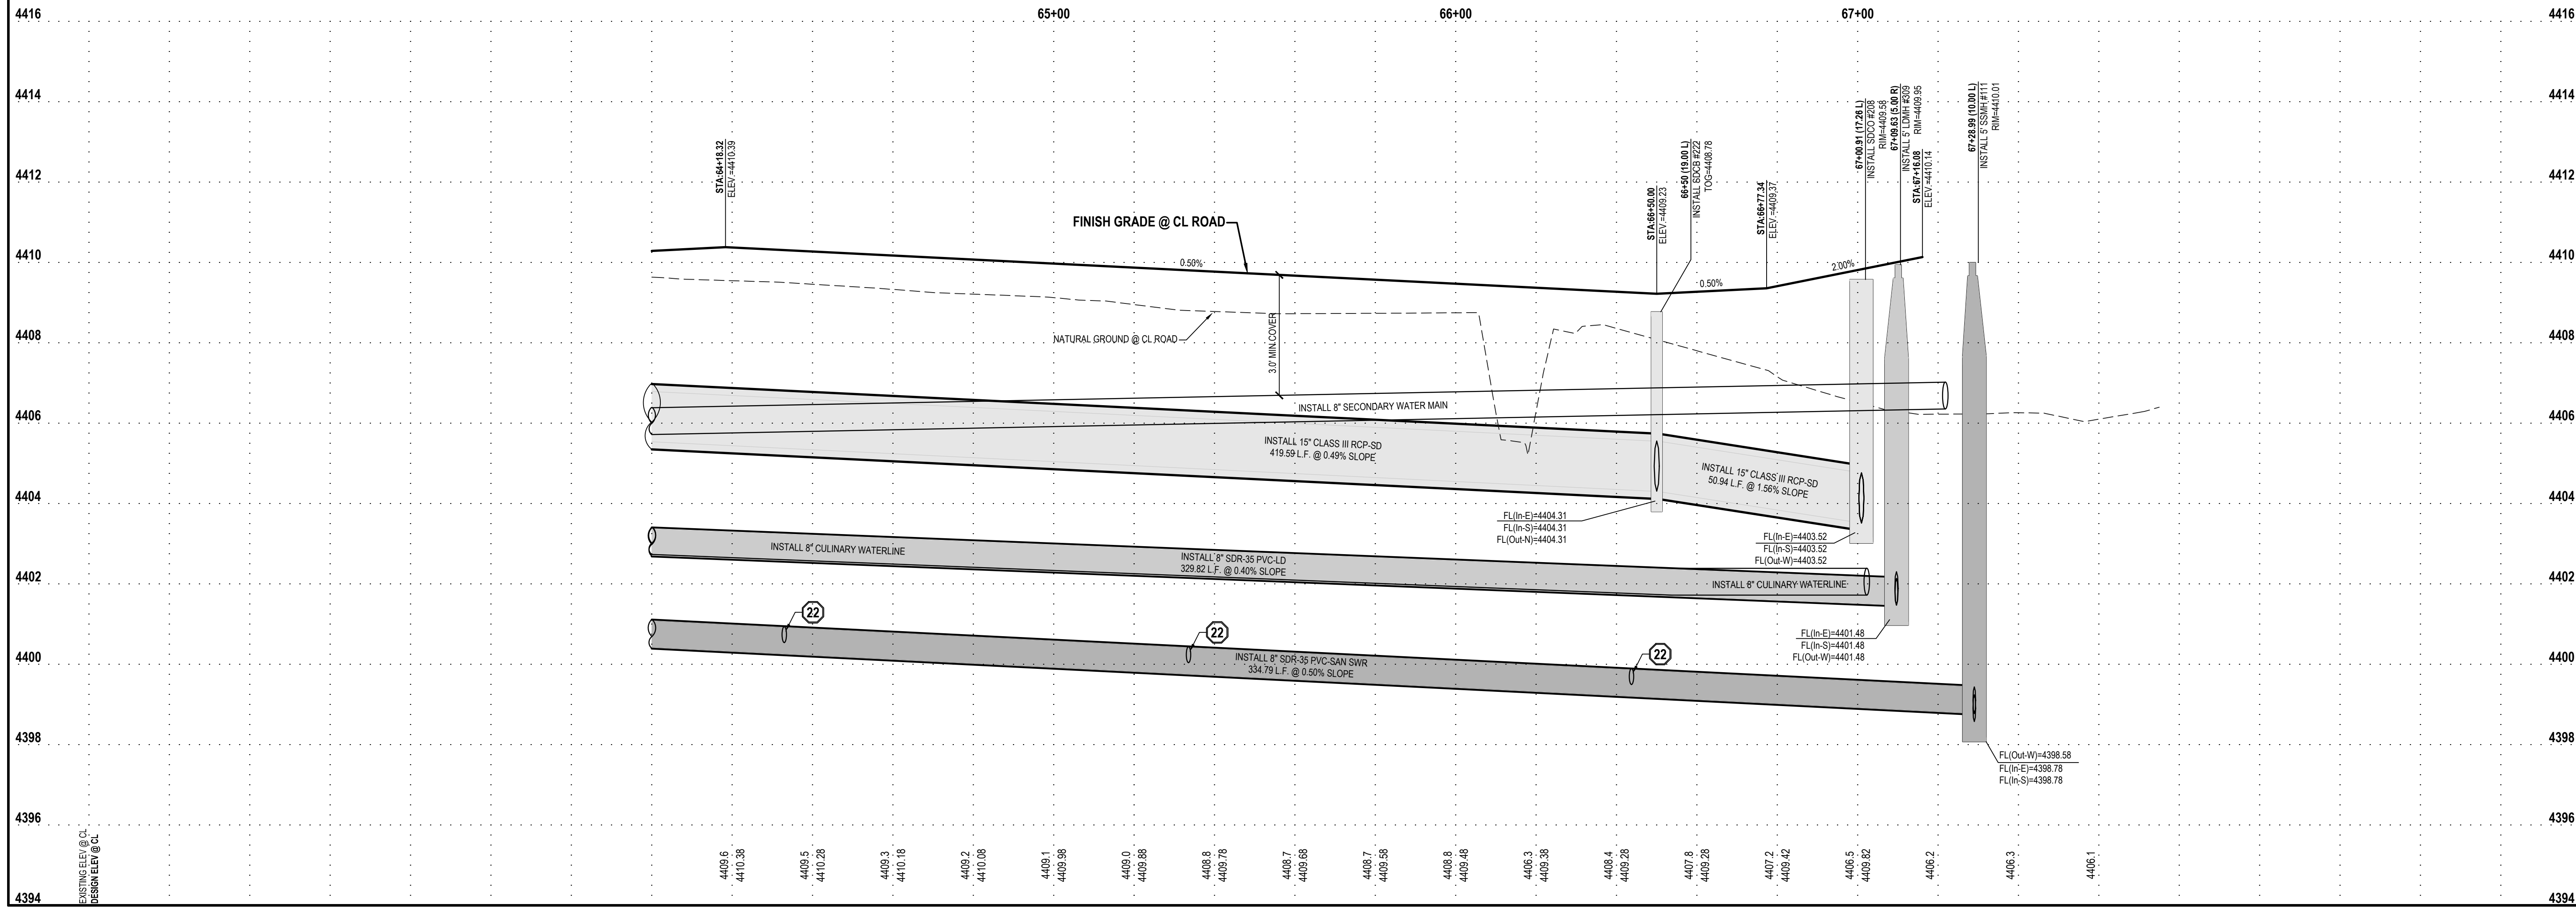 65+00
66+00
67+00
4416
4416
4414
4414
4412
4412
4410
4410
4408
4408
4406
4406
4404
4404
4402
4402
4400
4400
4398
4398
4396
4396
4394
4394
STA:64+18.32
ELEV.=4410.39
FINISH GRADE @ CL ROAD
0.50%
NATURAL GROUND @ CL ROAD
3.0' MIN.COVER
STA:66+50.00
ELEV.=4409.23
66+50 (19.00 L)
INSTALL SDCB #222
TOG=4408.78
STA:66+77.34
ELEV.=4409.37
0.50%
2.00%
67+00.91 (17.26 L)
INSTALL SDCO #208
RIM=4409.58
67+09.63 (5.00 R)
INSTALL 5' LDMH #309
RIM=4409.95
STA:67+16.08
ELEV.=4410.14
67+28.99 (10.00 L)
INSTALL 5' SSMH #111
RIM=4410.01
INSTALL 8" SECONDARY WATER MAIN
INSTALL 15" CLASS III RCP-SD
419.59 L.F. @ 0.49% SLOPE
INSTALL 15" CLASS III RCP-SD
50.94 L.F. @ 1.56% SLOPE
FL(In-E)=4404.31
FL(In-S)=4404.31
FL(Out-N)=4404.31
FL(In-E)=4403.52
FL(In-S)=4403.52
FL(Out-W)=4403.52
INSTALL 8" CULINARY WATERLINE
INSTALL 8" SDR-35 PVC-LD
329.82 L.F. @ 0.40% SLOPE
INSTALL 8" CULINARY WATERLINE
FL(In-E)=4401.48
FL(In-S)=4401.48
FL(Out-W)=4401.48
22
22
22
INSTALL 8" SDR-35 PVC-SAN SWR
334.79 L.F. @ 0.50% SLOPE
FL(Out-W)=4398.58
FL(In-E)=4398.78
FL(In-S)=4398.78
EXISTING ELEV @ CL
DESIGN ELEV @ CL
4409.6
4410.38
4409.5
4410.28
4409.3
4410.18
4409.2
4410.08
4409.1
4409.98
4409.0
4409.88
4408.8
4409.78
4408.7
4409.68
4408.7
4409.58
4408.8
4409.48
4406.3
4409.38
4408.4
4409.28
4407.8
4409.28
4407.2
4409.42
4406.5
4409.82
4406.2
4406.3
4406.1